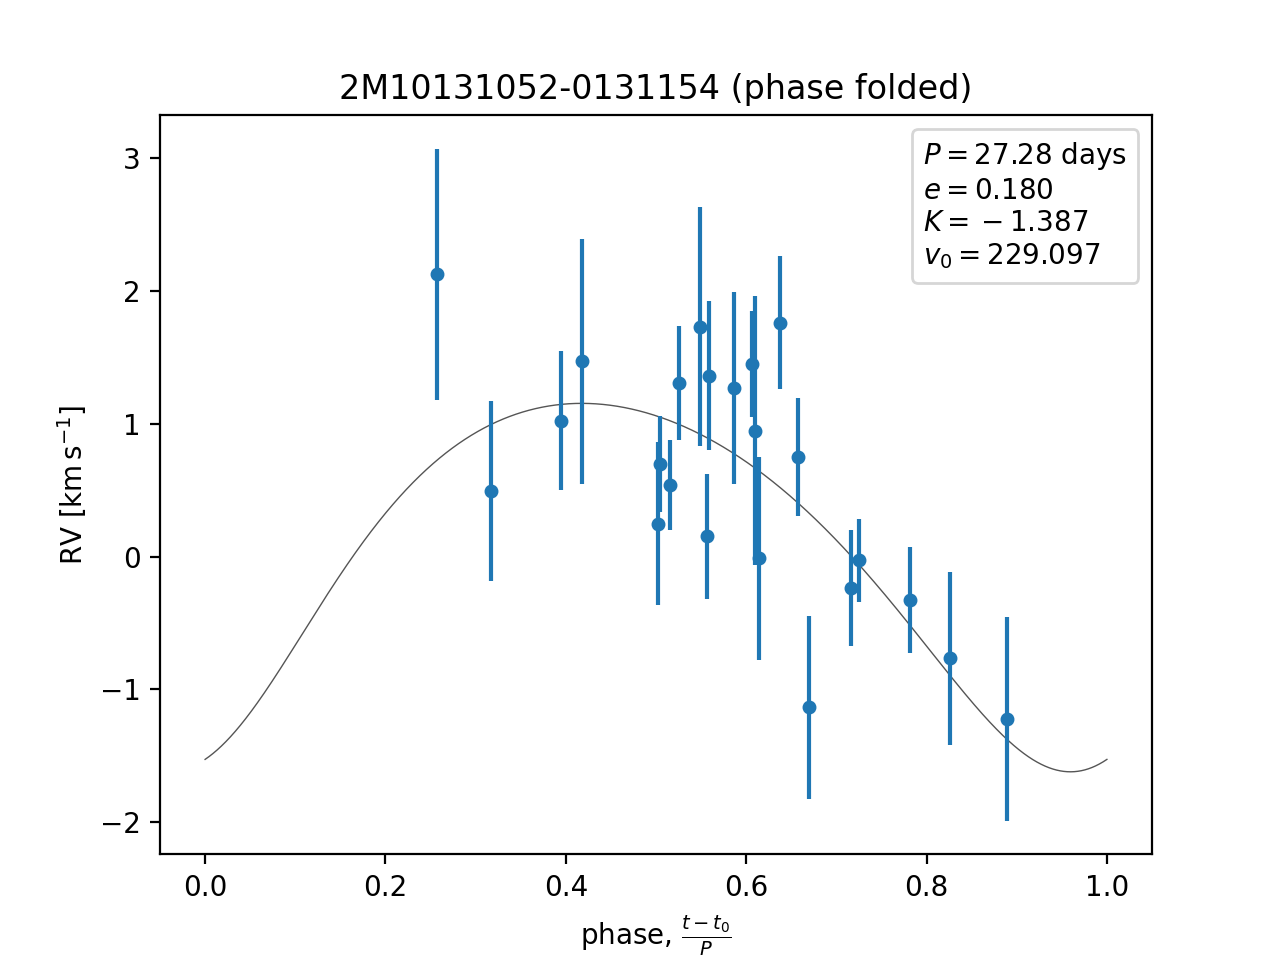 2M10131052-0131154 (phase folded)
P = 27.28 days
e = 0.180
K = −1.387
v₀ = 229.097
RV [km s⁻¹]
3
2
1
0
−1
−2
0.0 0.2 0.4 0.6 0.8 1.0
phase, (t − t₀)/P